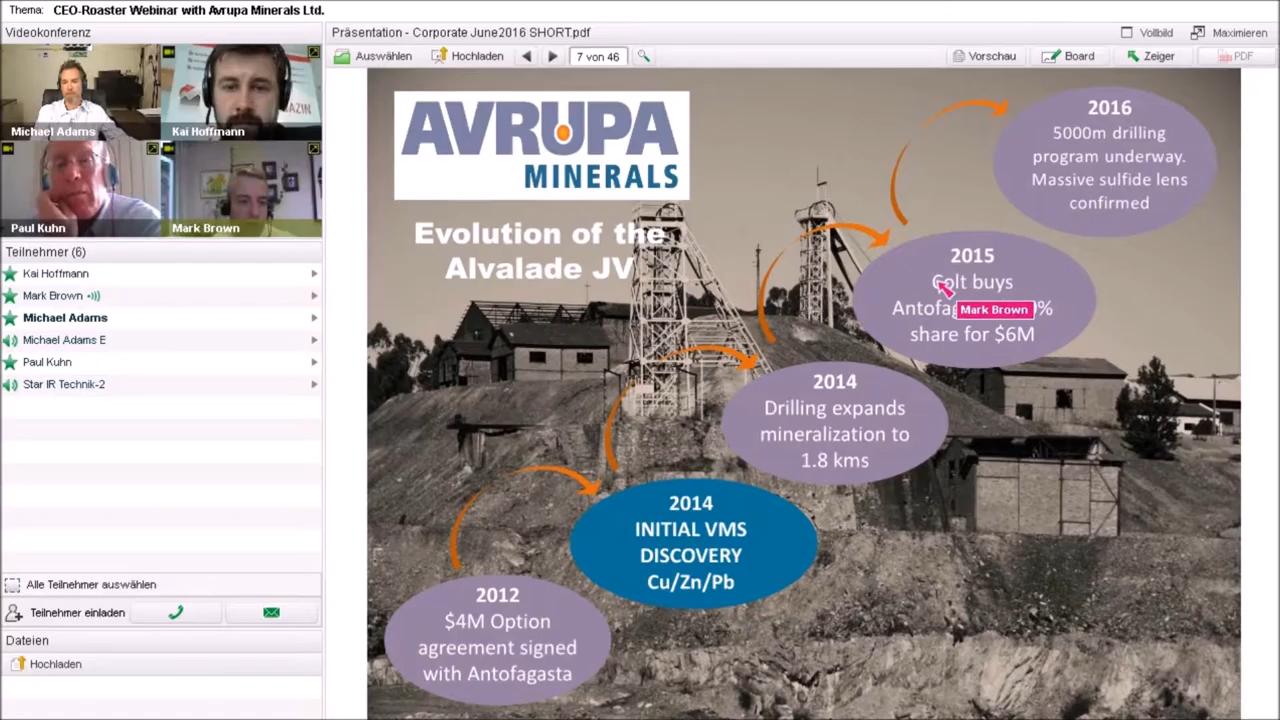 Thema: CEO-Roaster Webinar with Avrupa Minerals Ltd.
Videokonferenz
Michael Adams
Kai Hoffmann
Paul Kuhn
Mark Brown
Teilnehmer (6)
Kai Hoffmann
Mark Brown
Michael Adams
Michael Adams E
Paul Kuhn
Star IR Technik-2
Alle Teilnehmer auswählen
Teilnehmer einladen
Dateien
Hochladen
Präsentation - Corporate June2016 SHORT.pdf
Vollbild
Maximieren
Auswählen
Hochladen
7 von 46
Vorschau
Board
Zeiger
PDF
AVRUPA
MINERALS
Evolution of the
Alvalade JV
2016
5000m drilling
program underway.
Massive sulfide lens
confirmed
2015
Colt buys
Mark Brown
share for $6M
2014
Drilling expands
mineralization to
1.8 kms
2014
INITIAL VMS
DISCOVERY
Cu/Zn/Pb
2012
$4M Option
agreement signed
with Antofagasta